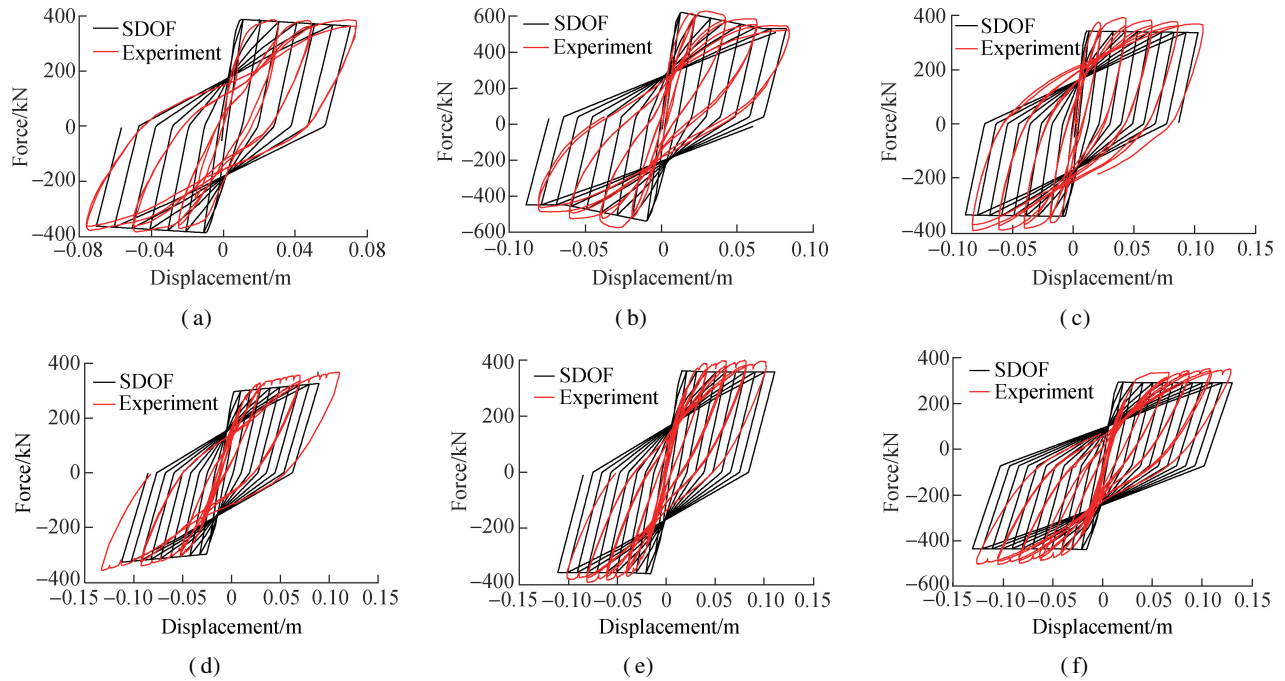 400
200
0
−200
−400
SDOF
Experiment
Force/kN
−0.08 −0.04 0 0.04 0.08
Displacement/m
(a)
600
400
200
0
−200
−400
−600
SDOF
Experiment
Force/kN
−0.10 −0.05 0 0.05 0.10
Displacement/m
(b)
400
200
0
−200
−400
SDOF
Experiment
Force/kN
−0.10 −0.05 0 0.05 0.10 0.15
Displacement/m
(c)
400
200
0
−200
−400
SDOF
Experiment
Force/kN
−0.15 −0.10 −0.05 0 0.05 0.10 0.15
Displacement/m
(d)
400
200
0
−200
−400
SDOF
Experiment
Force/kN
−0.15 −0.10 −0.05 0 0.05 0.10 0.15
Displacement/m
(e)
400
200
0
−200
−400
−600
SDOF
Experiment
Force/kN
−0.15 −0.10 −0.05 0 0.05 0.10 0.15
Displacement/m
(f)